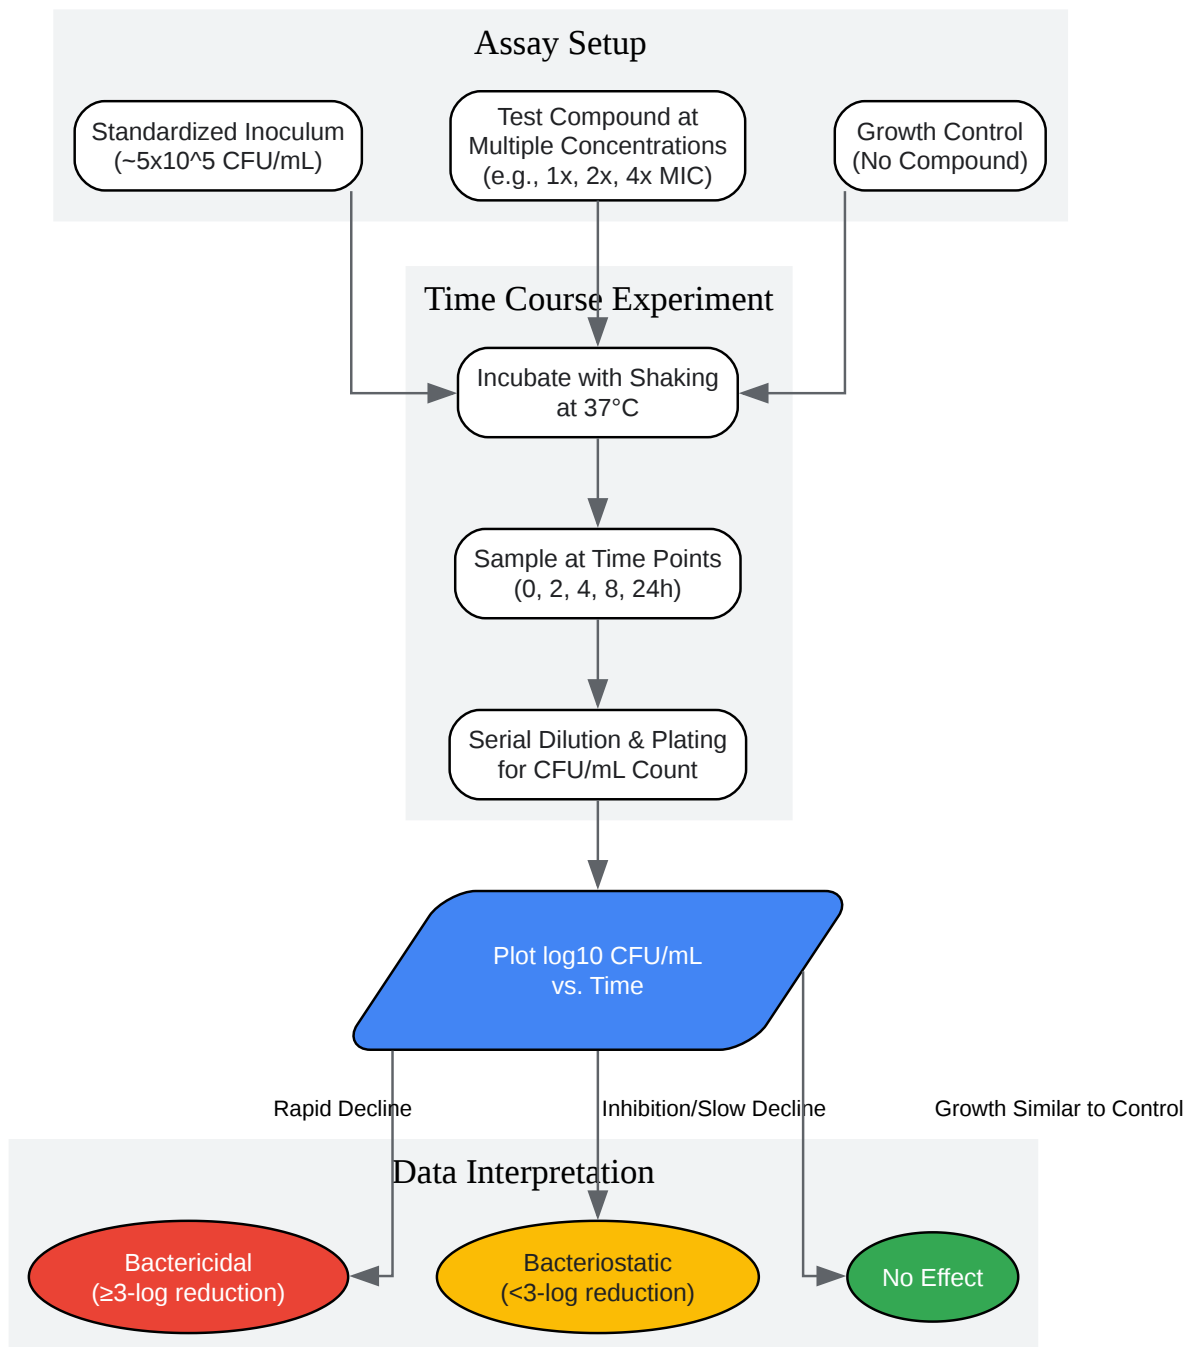 Assay Setup
Standardized Inoculum
(~5x10^5 CFU/mL)
Test Compound at
Multiple Concentrations
(e.g., 1x, 2x, 4x MIC)
Growth Control
(No Compound)
Time Course Experiment
Incubate with Shaking
at 37°C
Sample at Time Points
(0, 2, 4, 8, 24h)
Serial Dilution & Plating
for CFU/mL Count
Plot log10 CFU/mL
vs. Time
Rapid Decline
Inhibition/Slow Decline
Growth Similar to Control
Data Interpretation
Bactericidal
(≥3-log reduction)
Bacteriostatic
(<3-log reduction)
No Effect